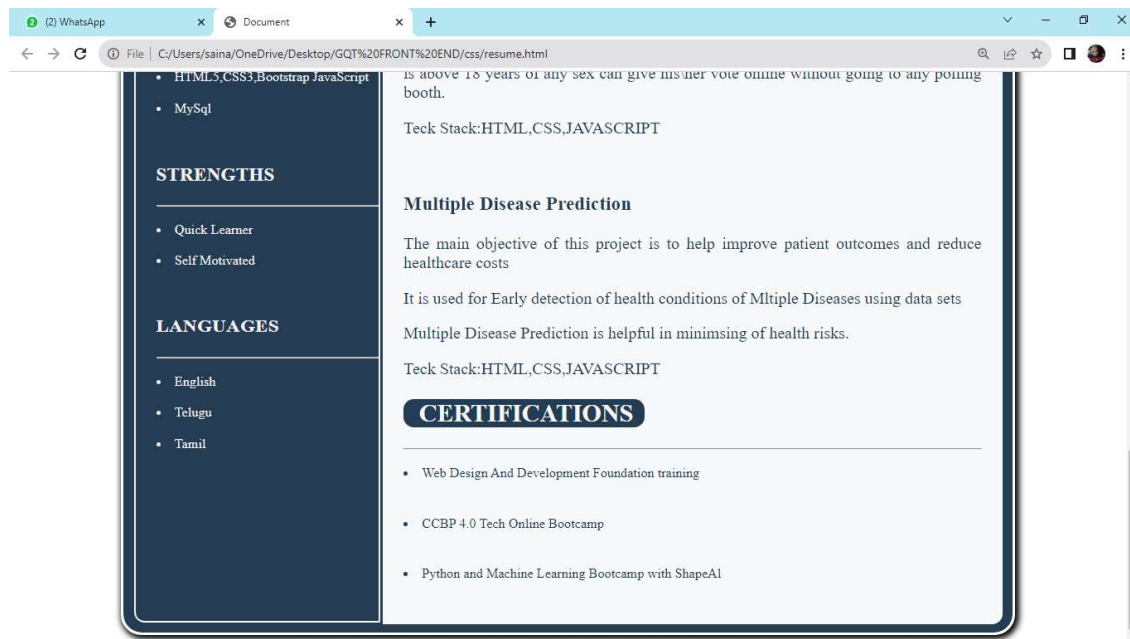 2 (2) WhatsApp
Document
File C:/Users/saina/OneDrive/Desktop/GQT%20FRONT%20END/css/resume.html
HTML5,CSS3,Bootstrap JavaScript
MySql
STRENGTHS
Quick Learner
Self Motivated
LANGUAGES
English
Telugu
Tamil
is above 18 years of any sex can give his\her vote online without going to any polling
booth.
Teck Stack:HTML,CSS,JAVASCRIPT
Multiple Disease Prediction
The main objective of this project is to help improve patient outcomes and reduce
healthcare costs
It is used for Early detection of health conditions of Mltiple Diseases using data sets
Multiple Disease Prediction is helpful in minimsing of health risks.
Teck Stack:HTML,CSS,JAVASCRIPT
CERTIFICATIONS
Web Design And Development Foundation training
CCBP 4.0 Tech Online Bootcamp
Python and Machine Learning Bootcamp with ShapeAI